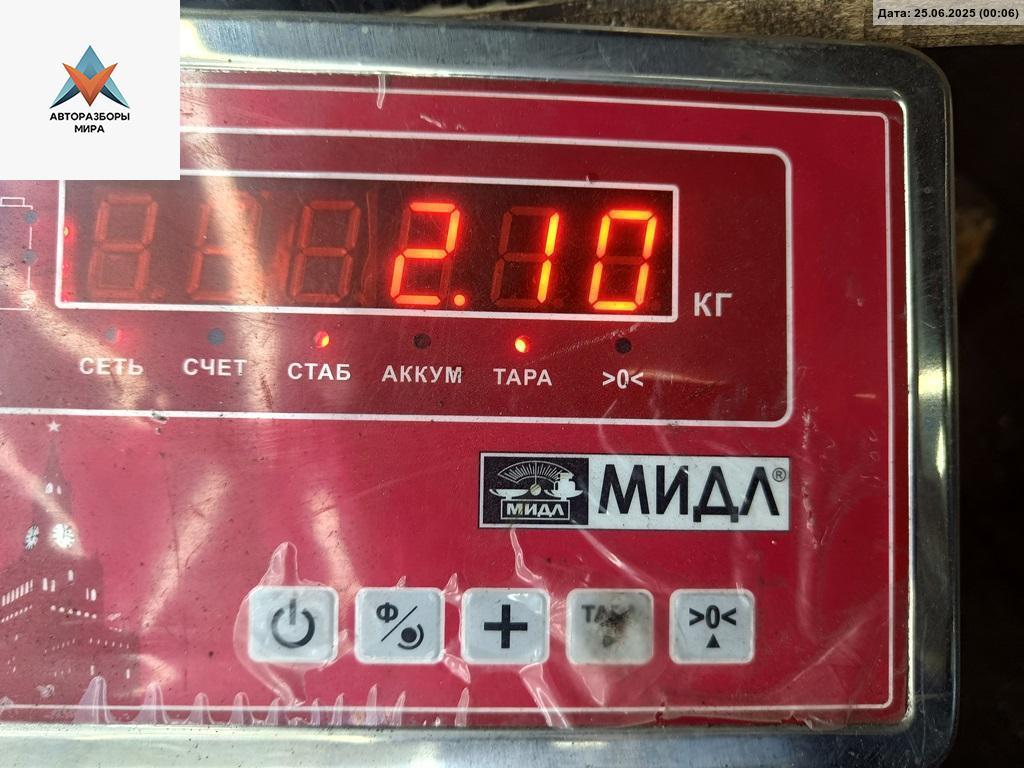 Дата: 25.06.2025 (00:06)
АВТОРАЗБОРЫ
МИРА
2.10
КГ
СЕТЬ СЧЕТ СТАБ АККУМ ТАРА >0<
МИДЛ МИДЛ®
Ф + >0<